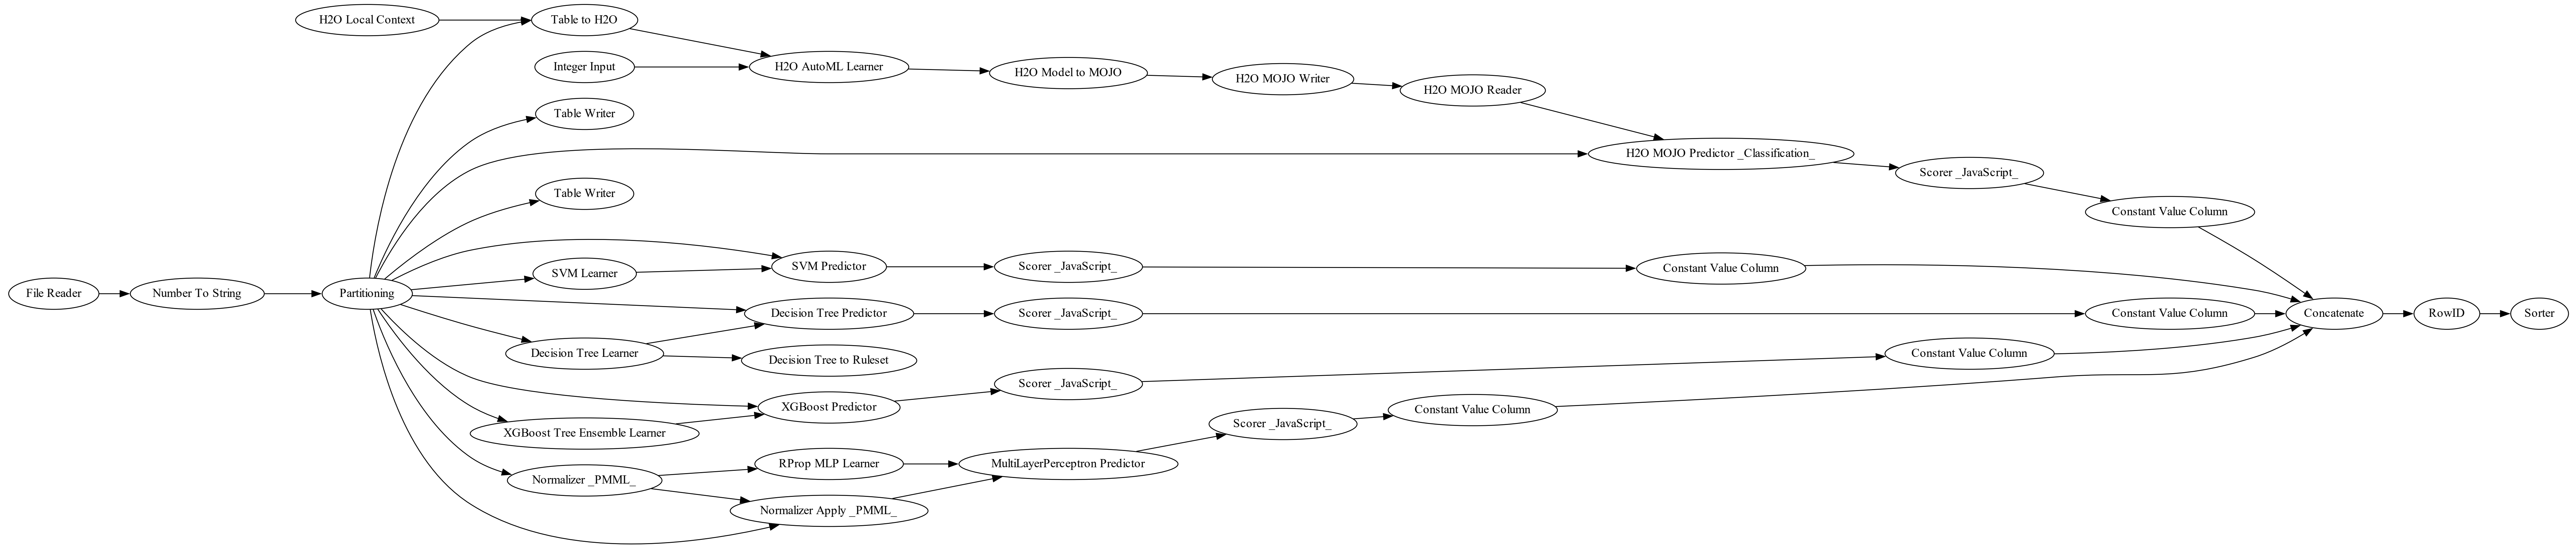 H2O Local Context
Table to H2O
Integer Input
H2O AutoML Learner
H2O Model to MOJO
H2O MOJO Writer
H2O MOJO Reader
Table Writer
H2O MOJO Predictor _Classification_
Scorer _JavaScript_
Table Writer
Constant Value Column
SVM Learner
SVM Predictor
Scorer _JavaScript_
Constant Value Column
File Reader
Number To String
Partitioning
Decision Tree Predictor
Scorer _JavaScript_
Constant Value Column
Concatenate
RowID
Sorter
Decision Tree Learner
Decision Tree to Ruleset
Constant Value Column
Scorer _JavaScript_
XGBoost Predictor
Constant Value Column
XGBoost Tree Ensemble Learner
Scorer _JavaScript_
RProp MLP Learner
MultiLayerPerceptron Predictor
Normalizer _PMML_
Normalizer Apply _PMML_